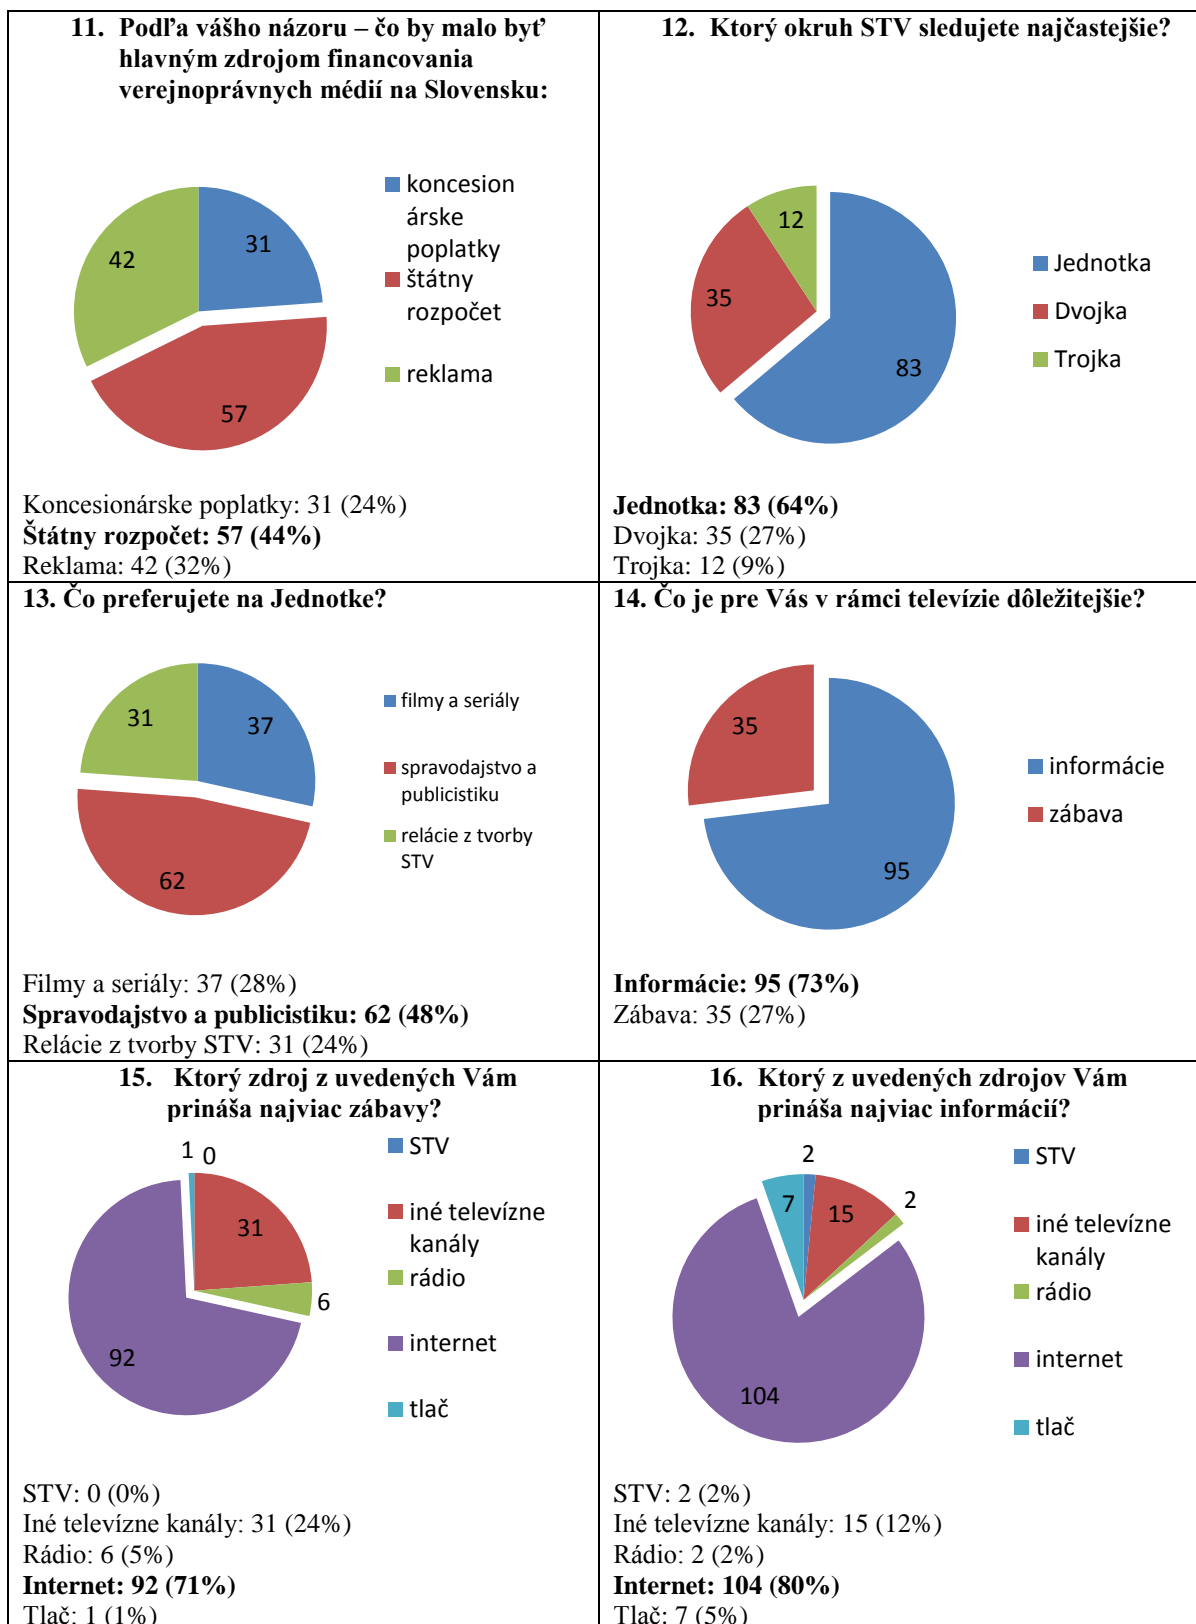 11. Podľa vášho názoru – čo by malo byť
hlavným zdrojom financovania
verejnoprávnych médií na Slovensku:
31
57
42
koncesion
árske
poplatky
štátny
rozpočet
reklama
Koncesionárske poplatky: 31 (24%)
Štátny rozpočet: 57 (44%)
Reklama: 42 (32%)
12. Ktorý okruh STV sledujete najčastejšie?
12
35
83
Jednotka
Dvojka
Trojka
Jednotka: 83 (64%)
Dvojka: 35 (27%)
Trojka: 12 (9%)
13. Čo preferujete na Jednotke?
31
37
62
filmy a seriály
spravodajstvo a
publicistiku
relácie z tvorby
STV
Filmy a seriály: 37 (28%)
Spravodajstvo a publicistiku: 62 (48%)
Relácie z tvorby STV: 31 (24%)
14. Čo je pre Vás v rámci televízie dôležitejšie?
35
95
informácie
zábava
Informácie: 95 (73%)
Zábava: 35 (27%)
15. Ktorý zdroj z uvedených Vám
prináša najviac zábavy?
1 0
31
6
92
STV
iné televízne
kanály
rádio
internet
tlač
STV: 0 (0%)
Iné televízne kanály: 31 (24%)
Rádio: 6 (5%)
Internet: 92 (71%)
Tlač: 1 (1%)
16. Ktorý z uvedených zdrojov Vám
prináša najviac informácií?
2
7
15
2
104
STV
iné televízne
kanály
rádio
internet
tlač
STV: 2 (2%)
Iné televízne kanály: 15 (12%)
Rádio: 2 (2%)
Internet: 104 (80%)
Tlač: 7 (5%)